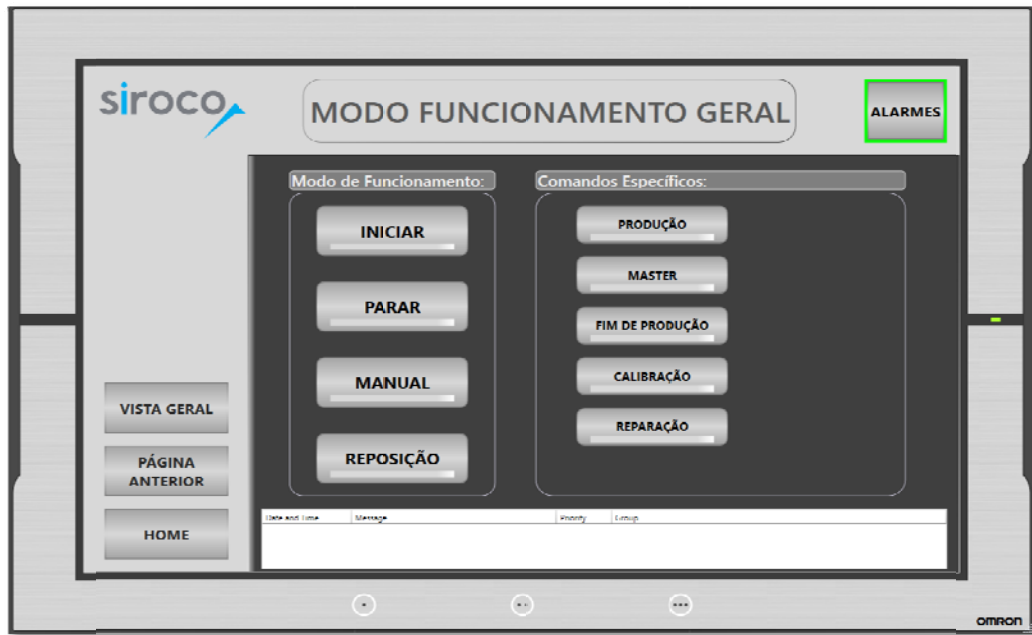 siroco
MODO FUNCIONAMENTO GERAL
ALARMES
Modo de Funcionamento:
Comandos Específicos:
INICIAR
PARAR
MANUAL
REPOSIÇÃO
PRODUÇÃO
MASTER
FIM DE PRODUÇÃO
CALIBRAÇÃO
REPARAÇÃO
VISTA GERAL
PÁGINA
ANTERIOR
HOME
Date and Time Message Priority Group
OMRON